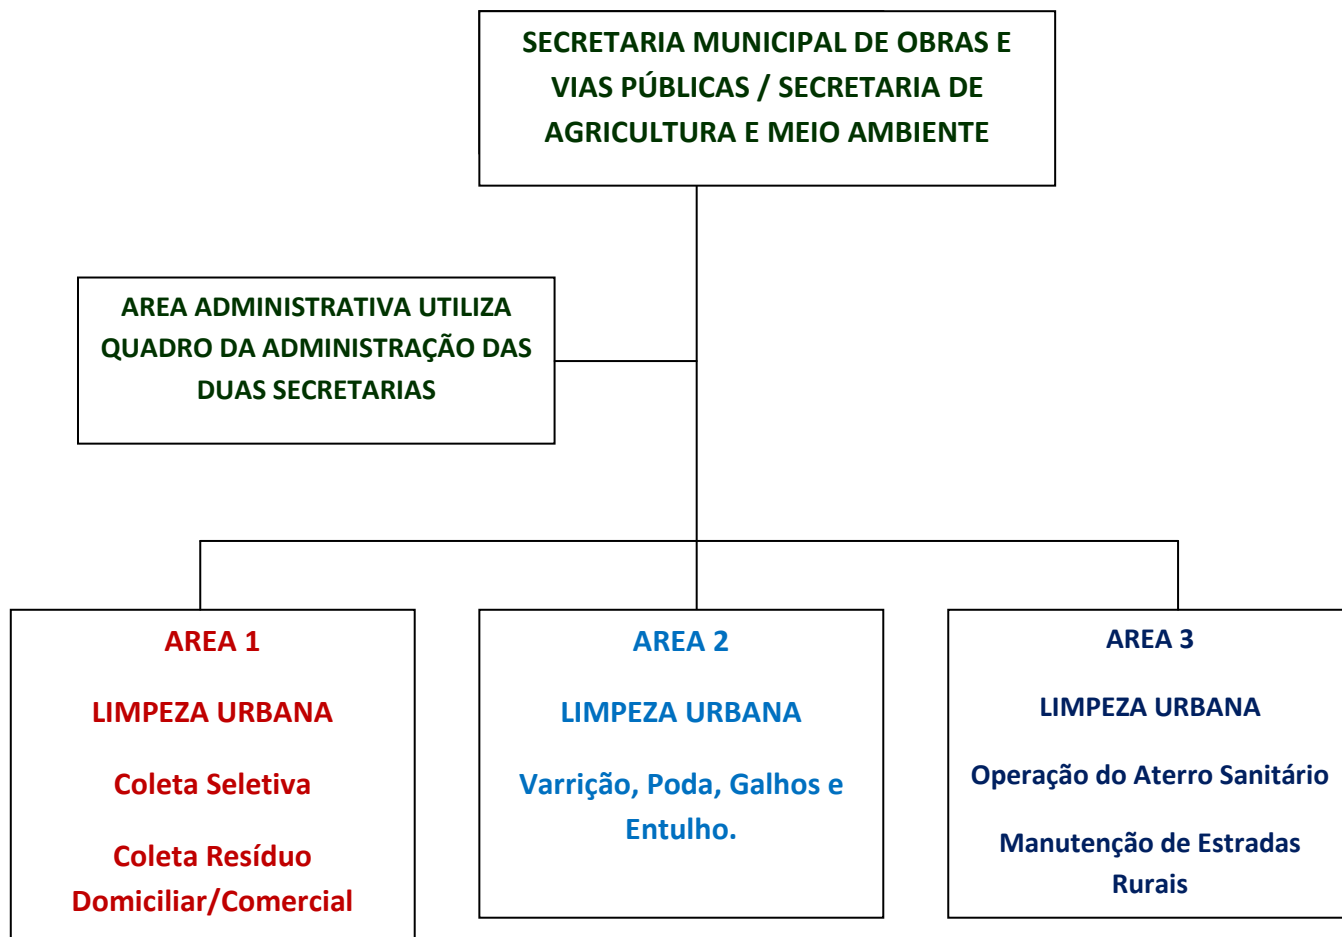 SECRETARIA MUNICIPAL DE OBRAS E
VIAS PÚBLICAS / SECRETARIA DE
AGRICULTURA E MEIO AMBIENTE
AREA ADMINISTRATIVA UTILIZA
QUADRO DA ADMINISTRAÇÃO DAS
DUAS SECRETARIAS
AREA 1
LIMPEZA URBANA
Coleta Seletiva
Coleta Resíduo
Domiciliar/Comercial
AREA 2
LIMPEZA URBANA
Varrição, Poda, Galhos e
Entulho.
AREA 3
LIMPEZA URBANA
Operação do Aterro Sanitário
Manutenção de Estradas
Rurais